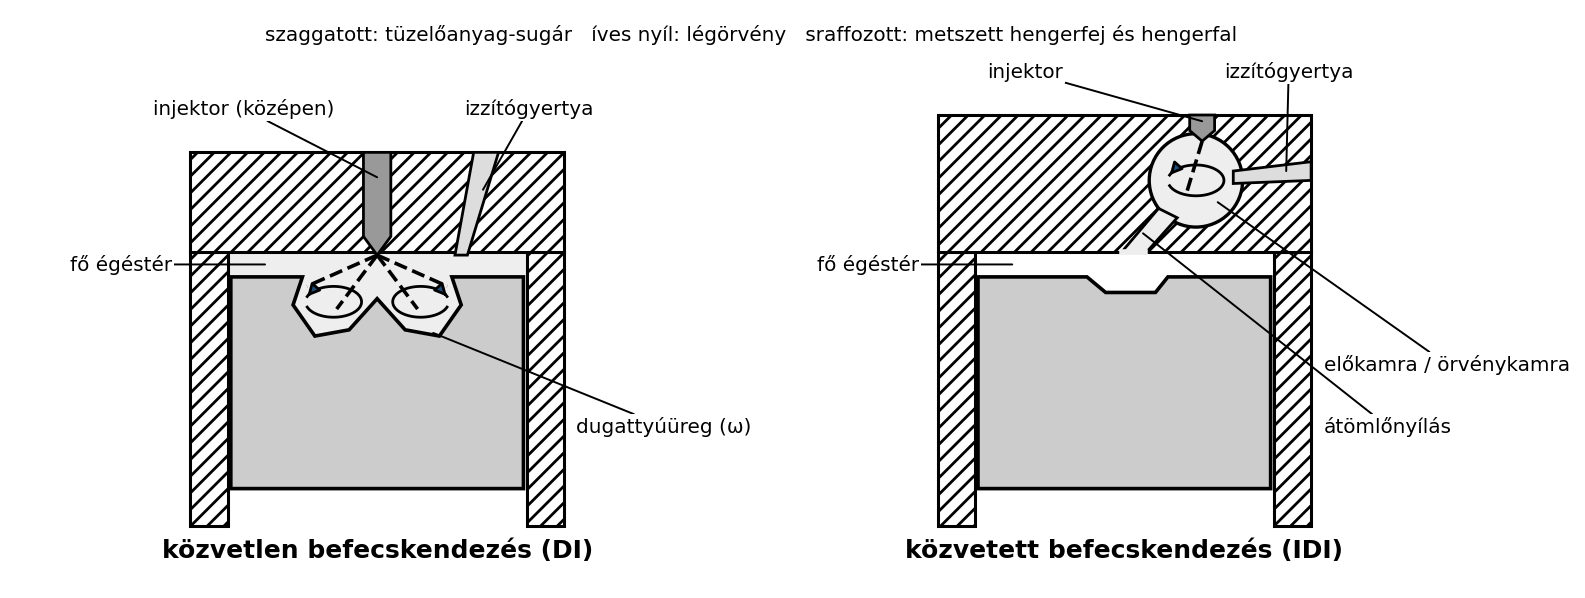 szaggatott: tüzelőanyag-sugár   íves nyíl: légörvény   sraffozott: metszett hengerfej és hengerfal
injektor (középen)
izzítógyertya
fő égéstér
dugattyúüreg (ω)
közvetlen befecskendezés (DI)
injektor
izzítógyertya
fő égéstér
előkamra / örvénykamra
átömlőnyílás
közvetett befecskendezés (IDI)